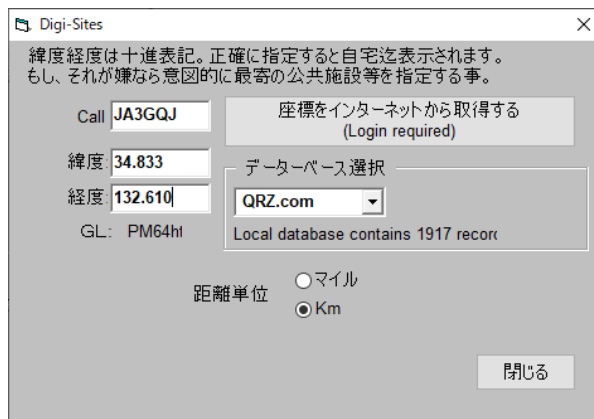 Digi-Sites
緯度経度は十進表記。正確に指定すると自宅迄表示されます。
もし、それが嫌なら意図的に最寄の公共施設等を指定する事。
Call JA3GQJ
座標をインターネットから取得する
(Login required)
緯度: 34.833
経度: 132.610
GL: PM64ht
データーベース選択
QRZ.com
Local database contains 1917 recorc
距離単位
マイル
Km
閉じる